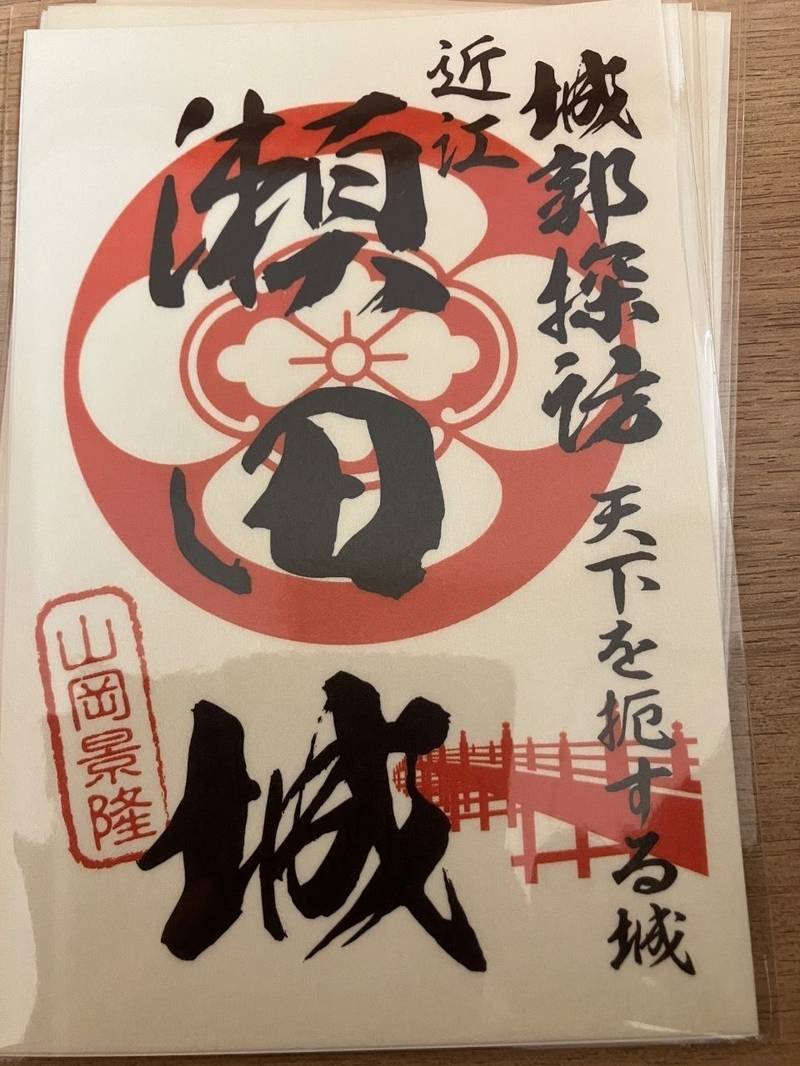 城郭探訪 天下を扼する城
近江
瀬田城
山岡景隆